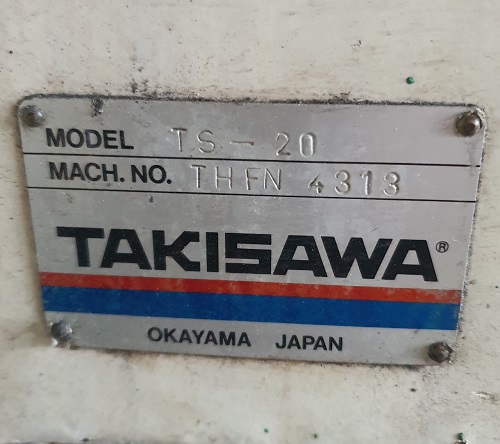 MODEL TS-20
MACH. NO. THFN 4313
TAKISAWA®
OKAYAMA JAPAN